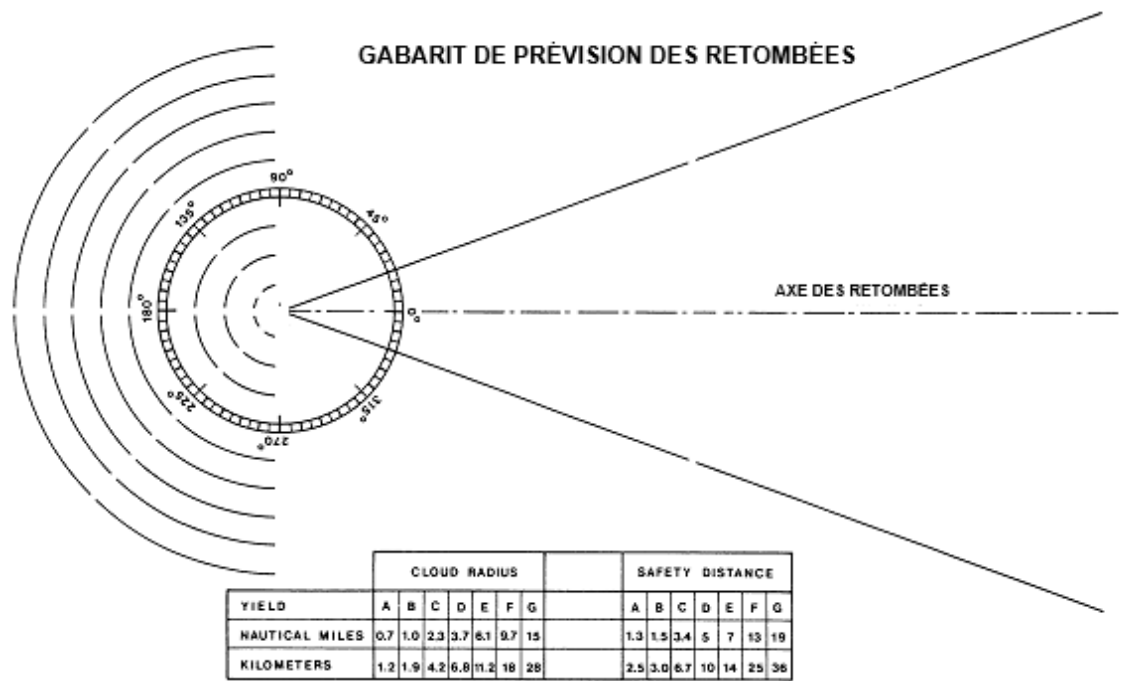 GABARIT DE PRÉVISION DES RETOMBÉES
90°
135°
45°
180°
0°
AXE DES RETOMBÉES
225°
315°
270°
CLOUD RADIUS SAFETY DISTANCE
YIELD A B C D E F G A B C D E F G
NAUTICAL MILES 0.7 1.0 2.3 3.7 6.1 9.7 15 1.3 1.5 3.4 5 7 13 19
KILOMETERS 1.2 1.9 4.2 6.8 11.2 18 28 2.5 3.0 6.7 10 14 25 36